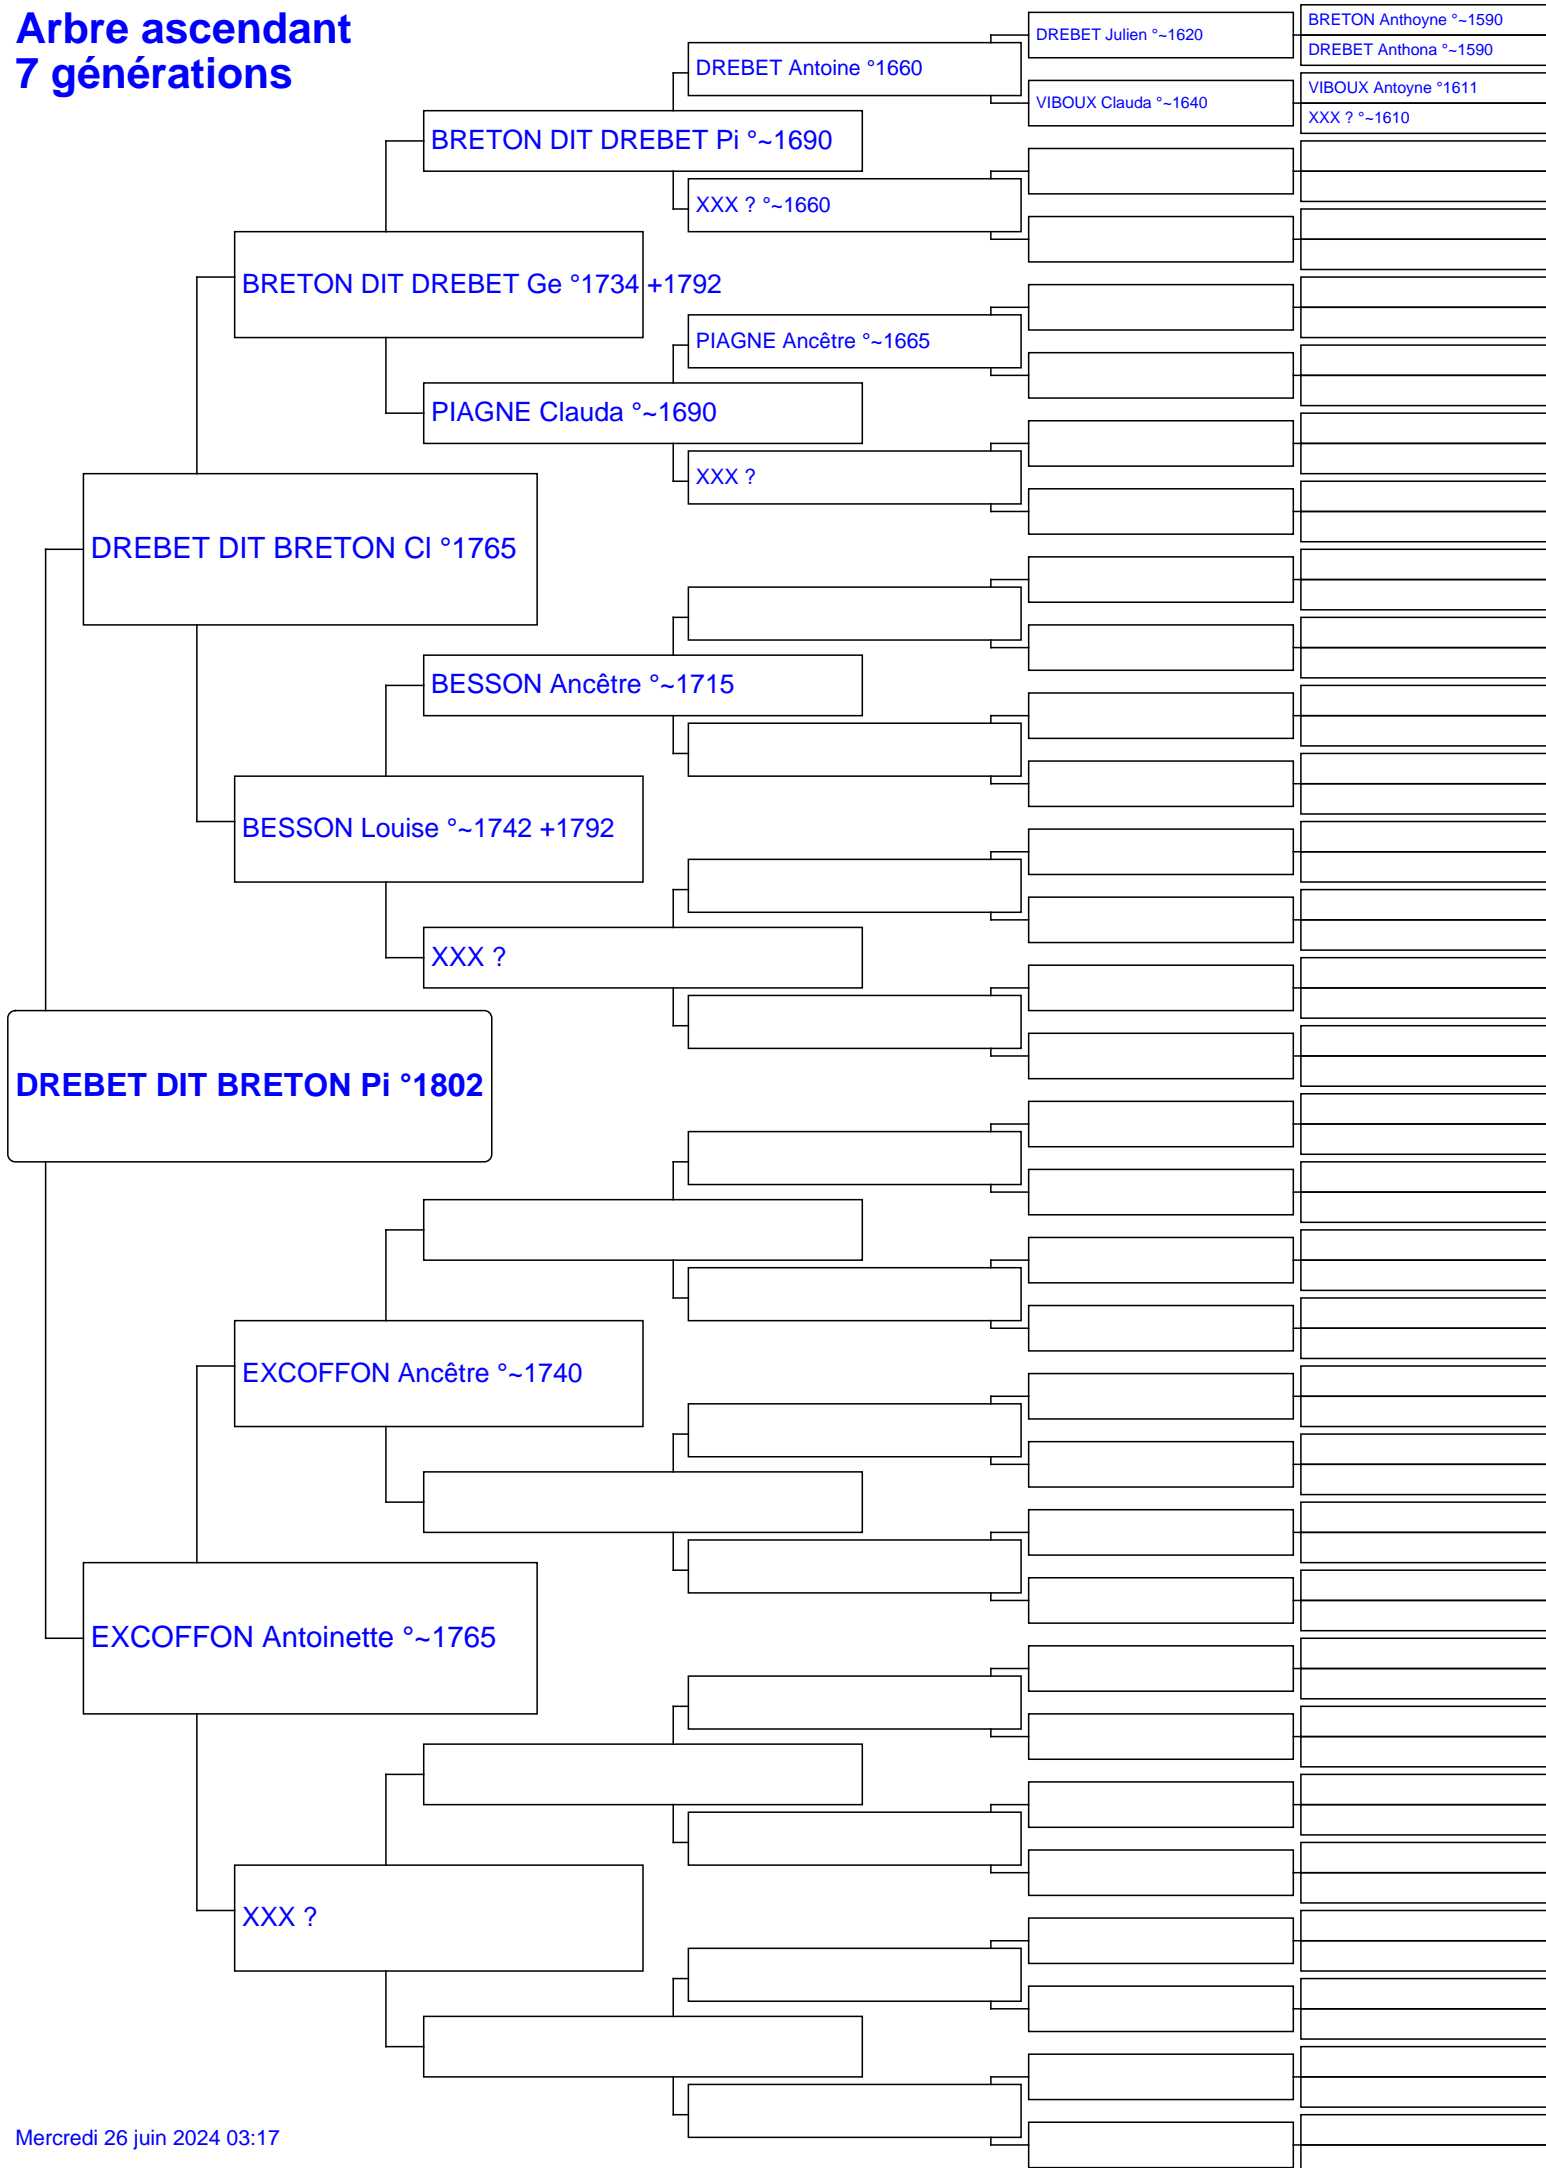 Arbre ascendant
7 générations
BRETON Anthoyne °~1590
DREBET Julien °~1620
DREBET Anthona °~1590
DREBET Antoine °1660
VIBOUX Antoyne °1611
VIBOUX Clauda °~1640
XXX ? °~1610
BRETON DIT DREBET Pi °~1690
XXX ? °~1660
BRETON DIT DREBET Ge °1734 +1792
PIAGNE Ancêtre °~1665
PIAGNE Clauda °~1690
XXX ?
DREBET DIT BRETON Cl °1765
BESSON Ancêtre °~1715
BESSON Louise °~1742 +1792
XXX ?
DREBET DIT BRETON Pi °1802
EXCOFFON Ancêtre °~1740
EXCOFFON Antoinette °~1765
XXX ?
Mercredi 26 juin 2024 03:17